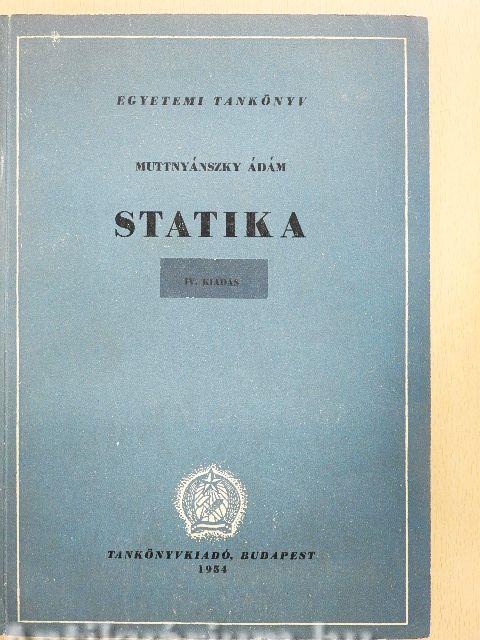 EGYETEMI TANKÖNYV
MUTTNYÁNSZKY ÁDÁM
STATIKA
IV. KIADÁS
TANKÖNYVKIADÓ, BUDAPEST
1954